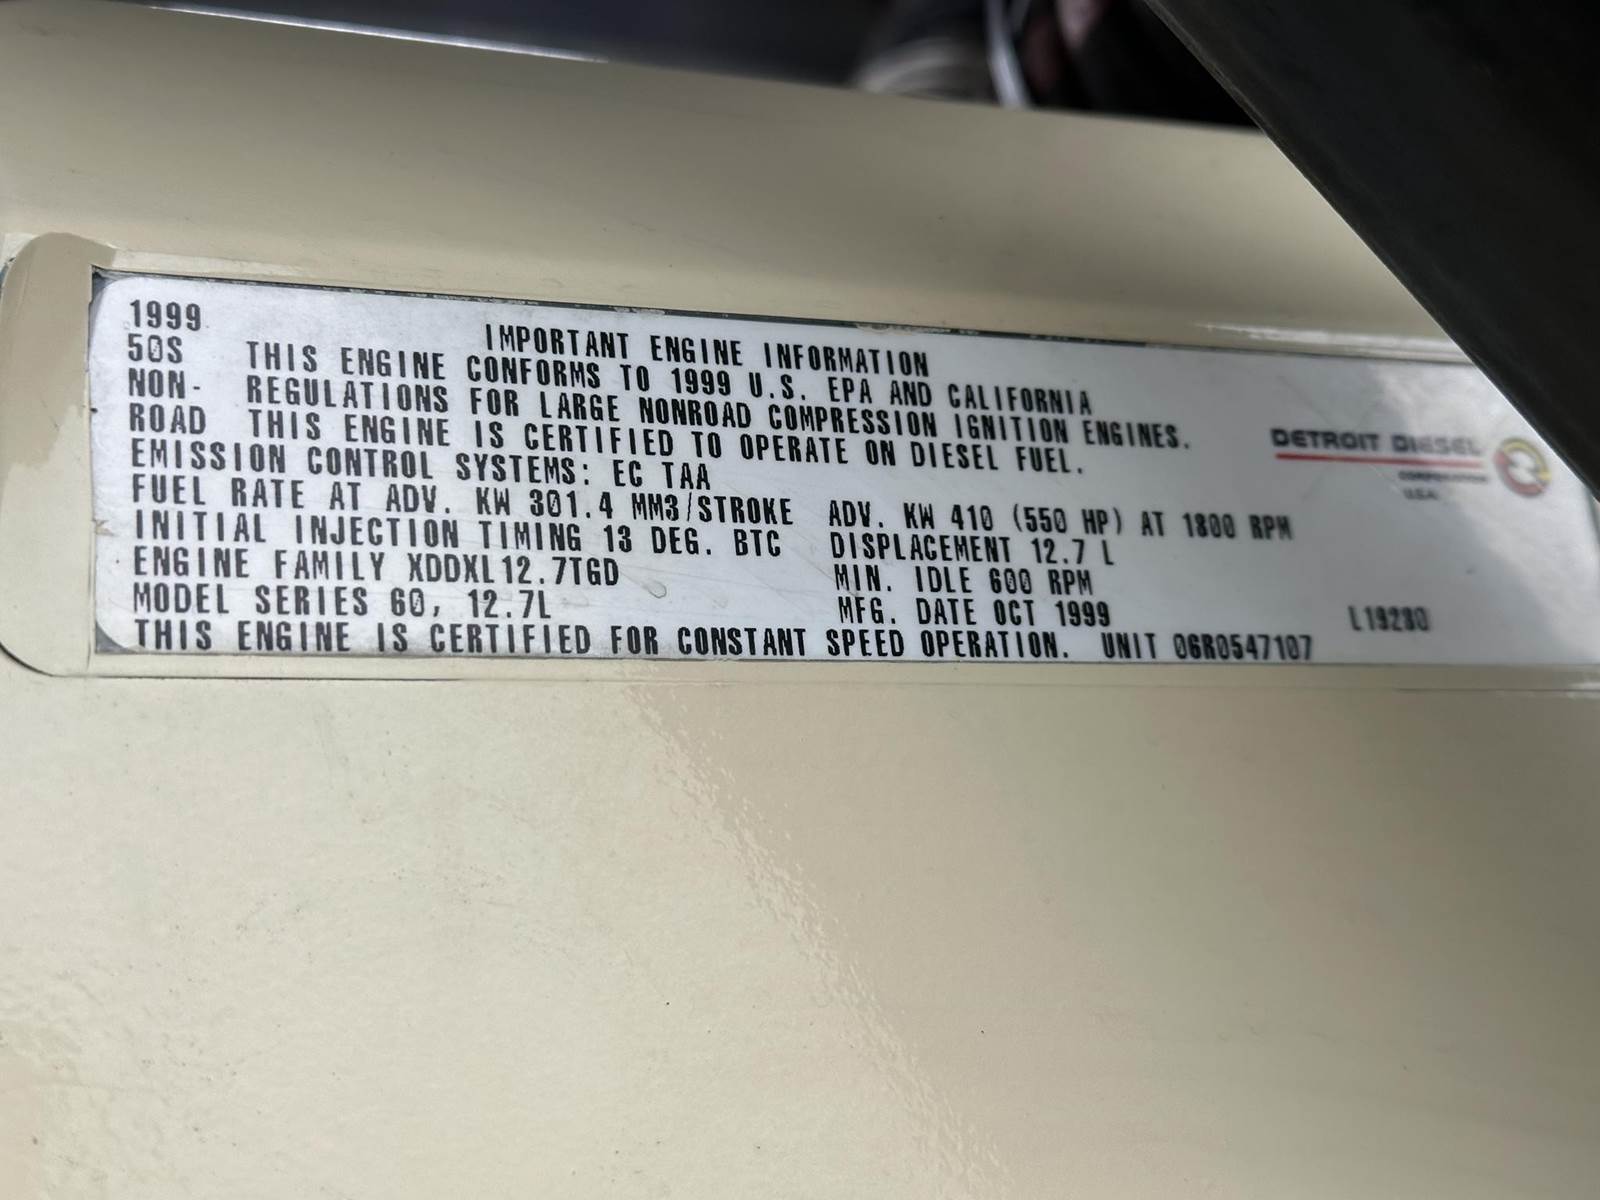 1999
IMPORTANT ENGINE INFORMATION
50S THIS ENGINE CONFORMS TO 1999 U.S. EPA AND CALIFORNIA
NON- REGULATIONS FOR LARGE NONROAD COMPRESSION IGNITION ENGINES.
ROAD THIS ENGINE IS CERTIFIED TO OPERATE ON DIESEL FUEL.
EMISSION CONTROL SYSTEMS: EC TAA
FUEL RATE AT ADV. KW 301.4 MM3/STROKE ADV. KW 410 (550 HP) AT 1800 RPM
INITIAL INJECTION TIMING 13 DEG. BTC DISPLACEMENT 12.7 L
ENGINE FAMILY XDDXL12.7TGD MIN. IDLE 600 RPM
MODEL SERIES 60, 12.7L MFG. DATE OCT 1999 L19280
THIS ENGINE IS CERTIFIED FOR CONSTANT SPEED OPERATION. UNIT 06R0547107
DETROIT DIESEL
CORPORATION
U.S.A.